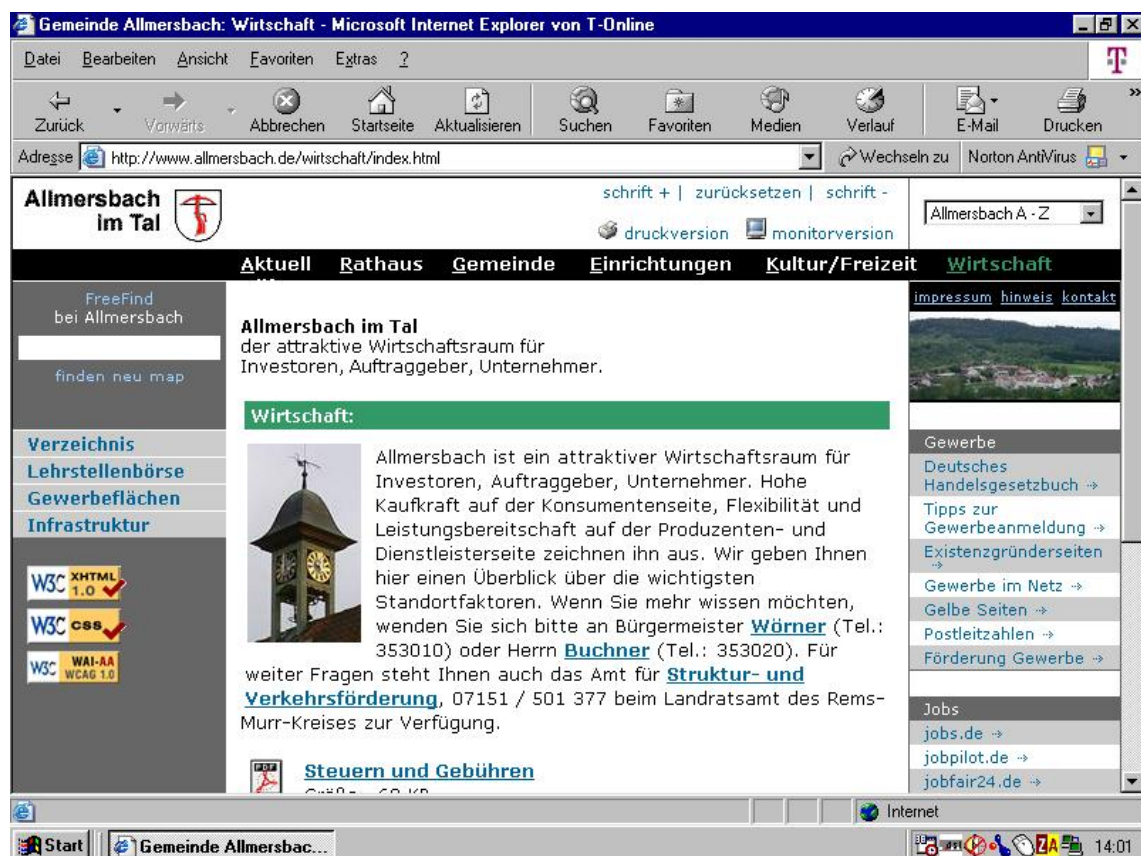 Gemeinde Allmersbach: Wirtschaft - Microsoft Internet Explorer von T-Online
Datei Bearbeiten Ansicht Favoriten Extras ?
Zurück Vorwärts Abbrechen Startseite Aktualisieren Suchen Favoriten Medien Verlauf E-Mail Drucken
Adresse http://www.allmersbach.de/wirtschaft/index.html Wechseln zu Norton AntiVirus
Allmersbach
im Tal
schrift + | zurücksetzen | schrift -
druckversion monitorversion
Allmersbach A - Z
Aktuell Rathaus Gemeinde Einrichtungen Kultur/Freizeit Wirtschaft
impressum hinweis kontakt
FreeFind
bei Allmersbach
finden neu map
Verzeichnis
Lehrstellenbörse
Gewerbeflächen
Infrastruktur
W3C XHTML 1.0
W3C css
W3C WAI-AA WCAG 1.0
Allmersbach im Tal
der attraktive Wirtschaftsraum für
Investoren, Auftraggeber, Unternehmer.
Wirtschaft:
Allmersbach ist ein attraktiver Wirtschaftsraum für
Investoren, Auftraggeber, Unternehmer. Hohe
Kaufkraft auf der Konsumentenseite, Flexibilität und
Leistungsbereitschaft auf der Produzenten- und
Dienstleisterseite zeichnen ihn aus. Wir geben Ihnen
hier einen Überblick über die wichtigsten
Standortfaktoren. Wenn Sie mehr wissen möchten,
wenden Sie sich bitte an Bürgermeister Wörner (Tel.:
353010) oder Herrn Buchner (Tel.: 353020). Für
weiter Fragen steht Ihnen auch das Amt für Struktur- und
Verkehrsförderung, 07151 / 501 377 beim Landratsamt des Rems-
Murr-Kreises zur Verfügung.
PDF
Steuern und Gebühren
Gewerbe
Deutsches
Handelsgesetzbuch
Tipps zur
Gewerbeanmeldung
Existenzgründerseiten
Gewerbe im Netz
Gelbe Seiten
Postleitzahlen
Förderung Gewerbe
Jobs
jobs.de
jobpilot.de
jobfair24.de
Internet
Start Gemeinde Allmersbac... 14:01